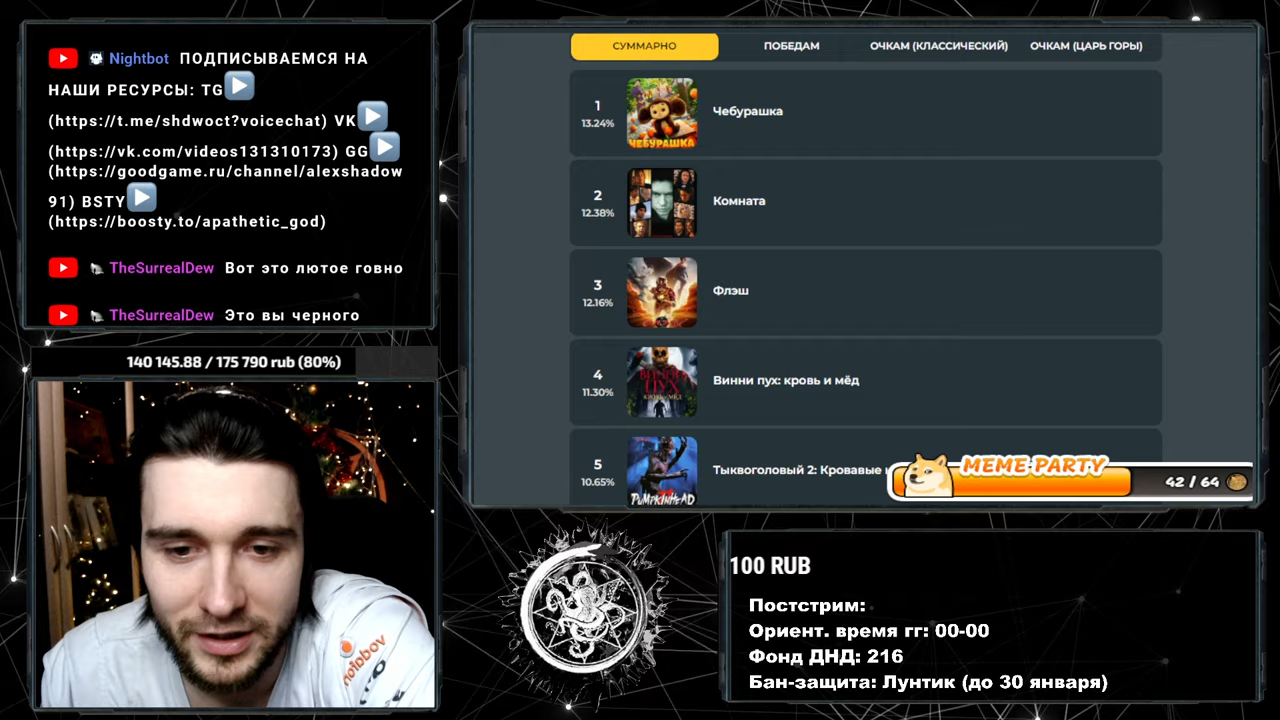 Nightbot ПОДПИСЫВАЕМСЯ НА
НАШИ РЕСУРСЫ: TG
(https://t.me/shdwoct?voicechat) VK
(https://vk.com/videos131310173) GG
(https://goodgame.ru/channel/alexshadow
91) BSTY
(https://boosty.to/apathetic_god)
TheSurrealDew Вот это лютое говно
TheSurrealDew Это вы черного
140 145.88 / 175 790 rub (80%)
СУММАРНО ПОБЕДАМ ОЧКАМ (КЛАССИЧЕСКИЙ) ОЧКАМ (ЦАРЬ ГОРЫ)
1
13.24%
ЧЕБУРАШКА
Чебурашка
2
12.38%
Комната
3
12.16%
Флэш
4
11.30%
Винни пух: кровь и мёд
5
10.65%
PUMPKINHEAD
Тыквоголовый 2: Кровавые
MEME PARTY
42 / 64
100 RUB
Постстрим:
Ориент. время гг: 00-00
Фонд ДНД: 216
Бан-защита: Лунтик (до 30 января)